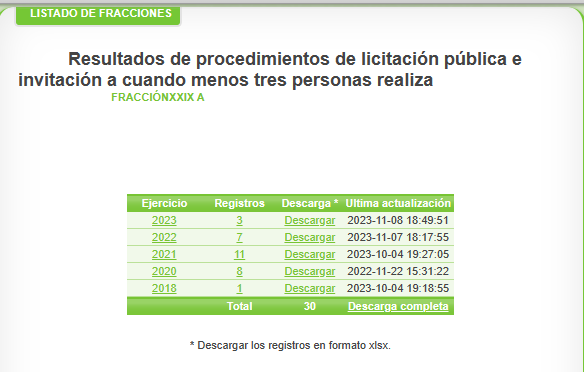 LISTADO DE FRACCIONES
Resultados de procedimientos de licitación pública e
invitación a cuando menos tres personas realiza
FRACCIÓNXXIX A
Ejercicio Registros Descarga * Ultima actualización
2023 3 Descargar 2023-11-08 18:49:51
2022 7 Descargar 2023-11-07 18:17:55
2021 11 Descargar 2023-10-04 19:27:05
2020 8 Descargar 2022-11-22 15:31:22
2018 1 Descargar 2023-10-04 19:18:55
Total 30 Descarga completa
* Descargar los registros en formato xlsx.